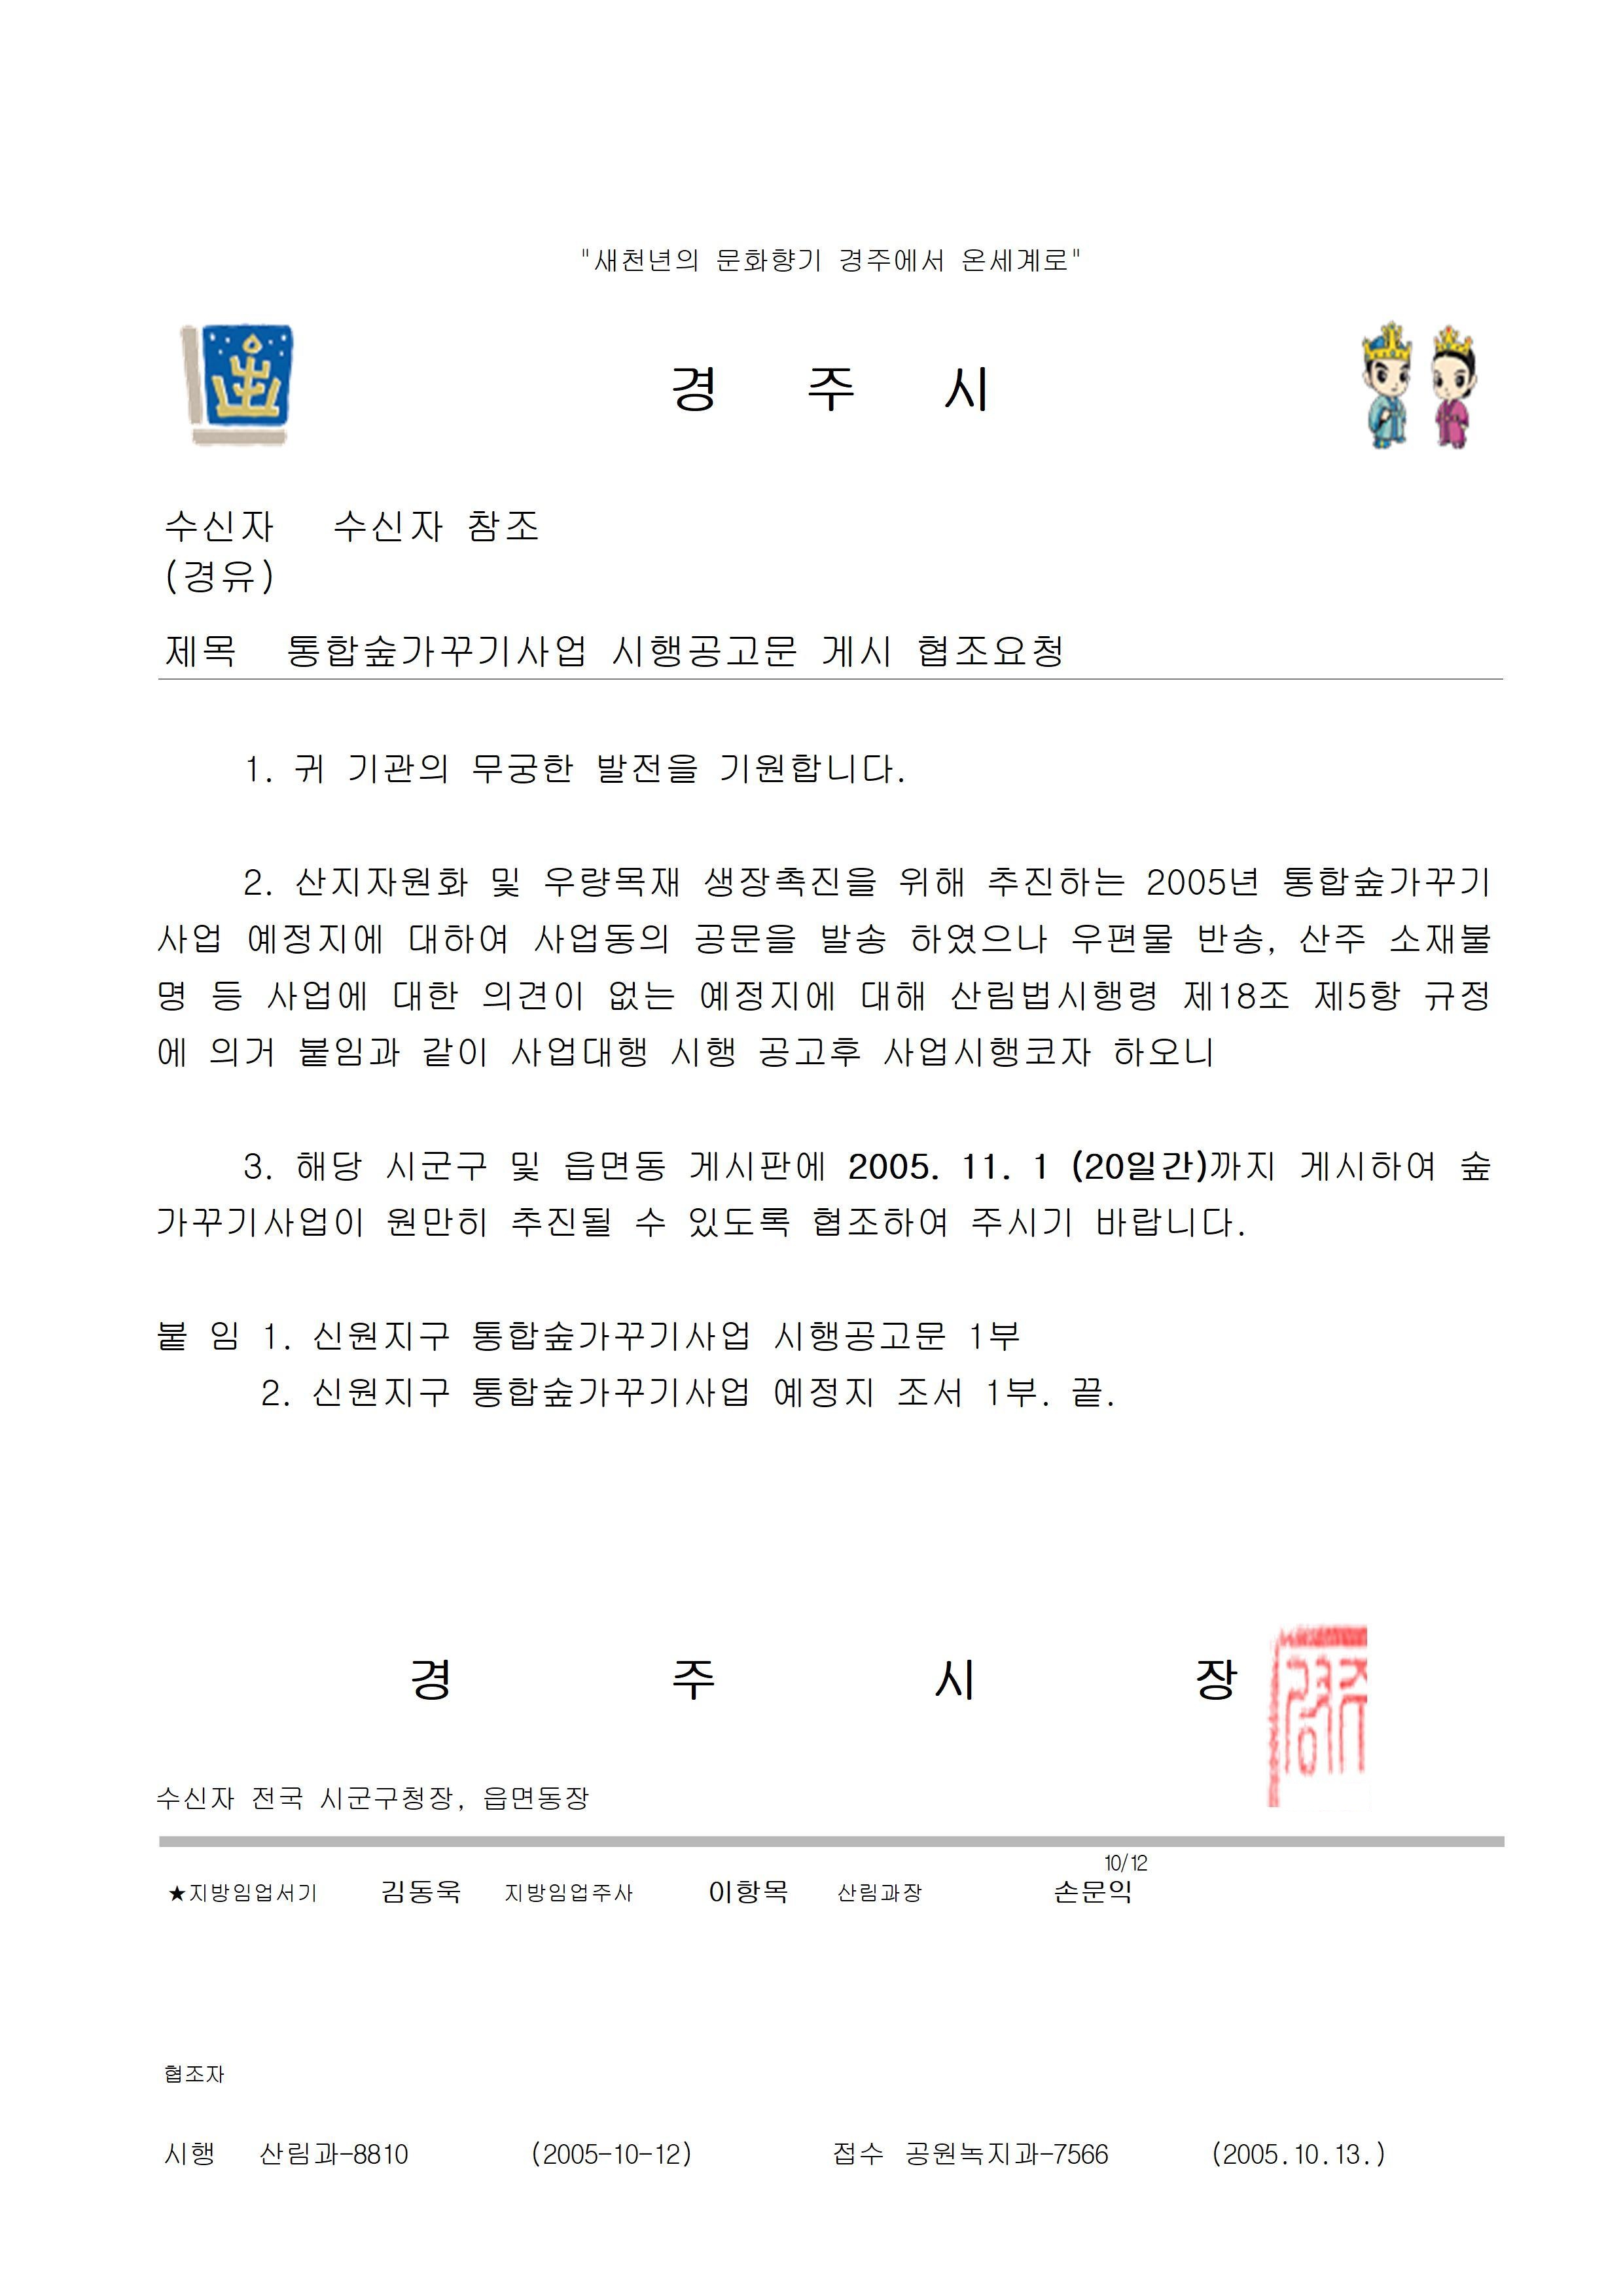 "새천년의 문화향기 경주에서 온세계로"
경 주 시
수신자 수신자 참조
(경유)
제목 통합숲가꾸기사업 시행공고문 게시 협조요청
1. 귀 기관의 무궁한 발전을 기원합니다.
2. 산지자원화 및 우량목재 생장촉진을 위해 추진하는 2005년 통합숲가꾸기
사업 예정지에 대하여 사업동의 공문을 발송 하였으나 우편물 반송, 산주 소재불
명 등 사업에 대한 의견이 없는 예정지에 대해 산림법시행령 제18조 제5항 규정
에 의거 붙임과 같이 사업대행 시행 공고후 사업시행코자 하오니
3. 해당 시군구 및 읍면동 게시판에 2005. 11. 1 (20일간)까지 게시하여 숲
가꾸기사업이 원만히 추진될 수 있도록 협조하여 주시기 바랍니다.
붙 임 1. 신원지구 통합숲가꾸기사업 시행공고문 1부
2. 신원지구 통합숲가꾸기사업 예정지 조서 1부. 끝.
경 주 시 장
경주
수신자 전국 시군구청장, 읍면동장
10/12
★지방임업서기 김동욱 지방임업주사 이항목 산림과장 손문익
협조자
시행 산림과-8810 (2005-10-12) 접수 공원녹지과-7566 (2005.10.13.)